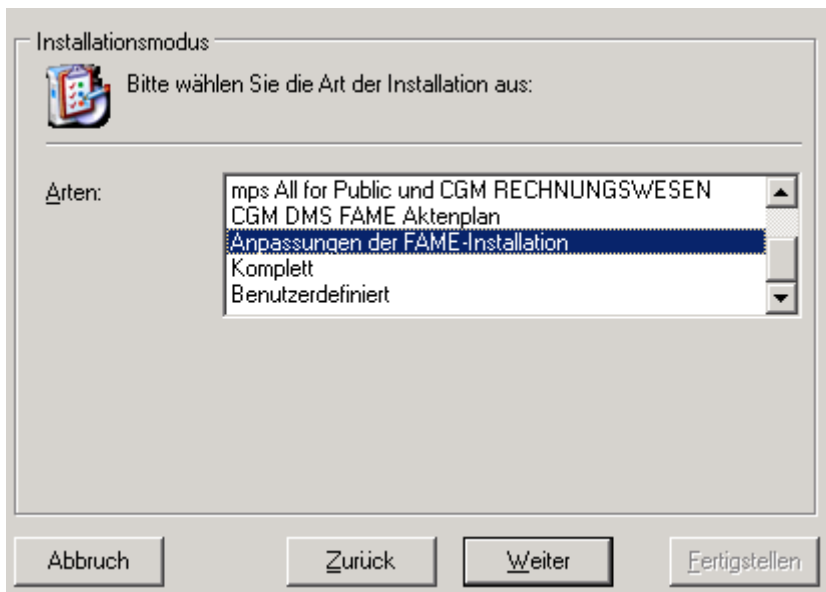 Installationsmodus
Bitte wählen Sie die Art der Installation aus:
Arten:
mps All for Public und CGM RECHNUNGSWESEN
CGM DMS FAME Aktenplan
Anpassungen der FAME-Installation
Komplett
Benutzerdefiniert
Abbruch
Zurück
Weiter
Fertigstellen